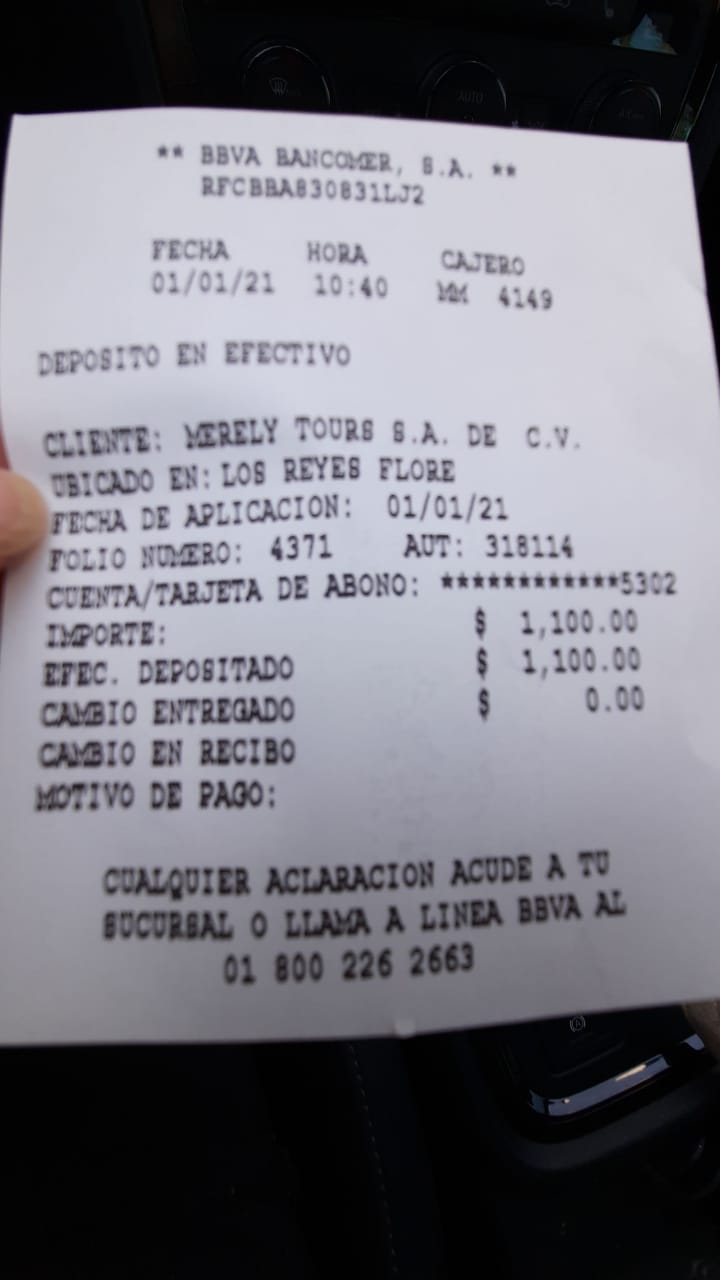 ** BBVA BANCOMER, S.A. **
RFCBBA830831LJ2
FECHA HORA CAJERO
01/01/21 10:40 MM 4149
DEPOSITO EN EFECTIVO
CLIENTE: MERELY TOURS S.A. DE C.V.
UBICADO EN: LOS REYES FLORE
FECHA DE APLICACION: 01/01/21
FOLIO NUMERO: 4371 AUT: 318114
CUENTA/TARJETA DE ABONO: ************5302
IMPORTE: $ 1,100.00
EFEC. DEPOSITADO $ 1,100.00
CAMBIO ENTREGADO $ 0.00
CAMBIO EN RECIBO
MOTIVO DE PAGO:
CUALQUIER ACLARACION ACUDE A TU
SUCURSAL O LLAMA A LINEA BBVA AL
01 800 226 2663